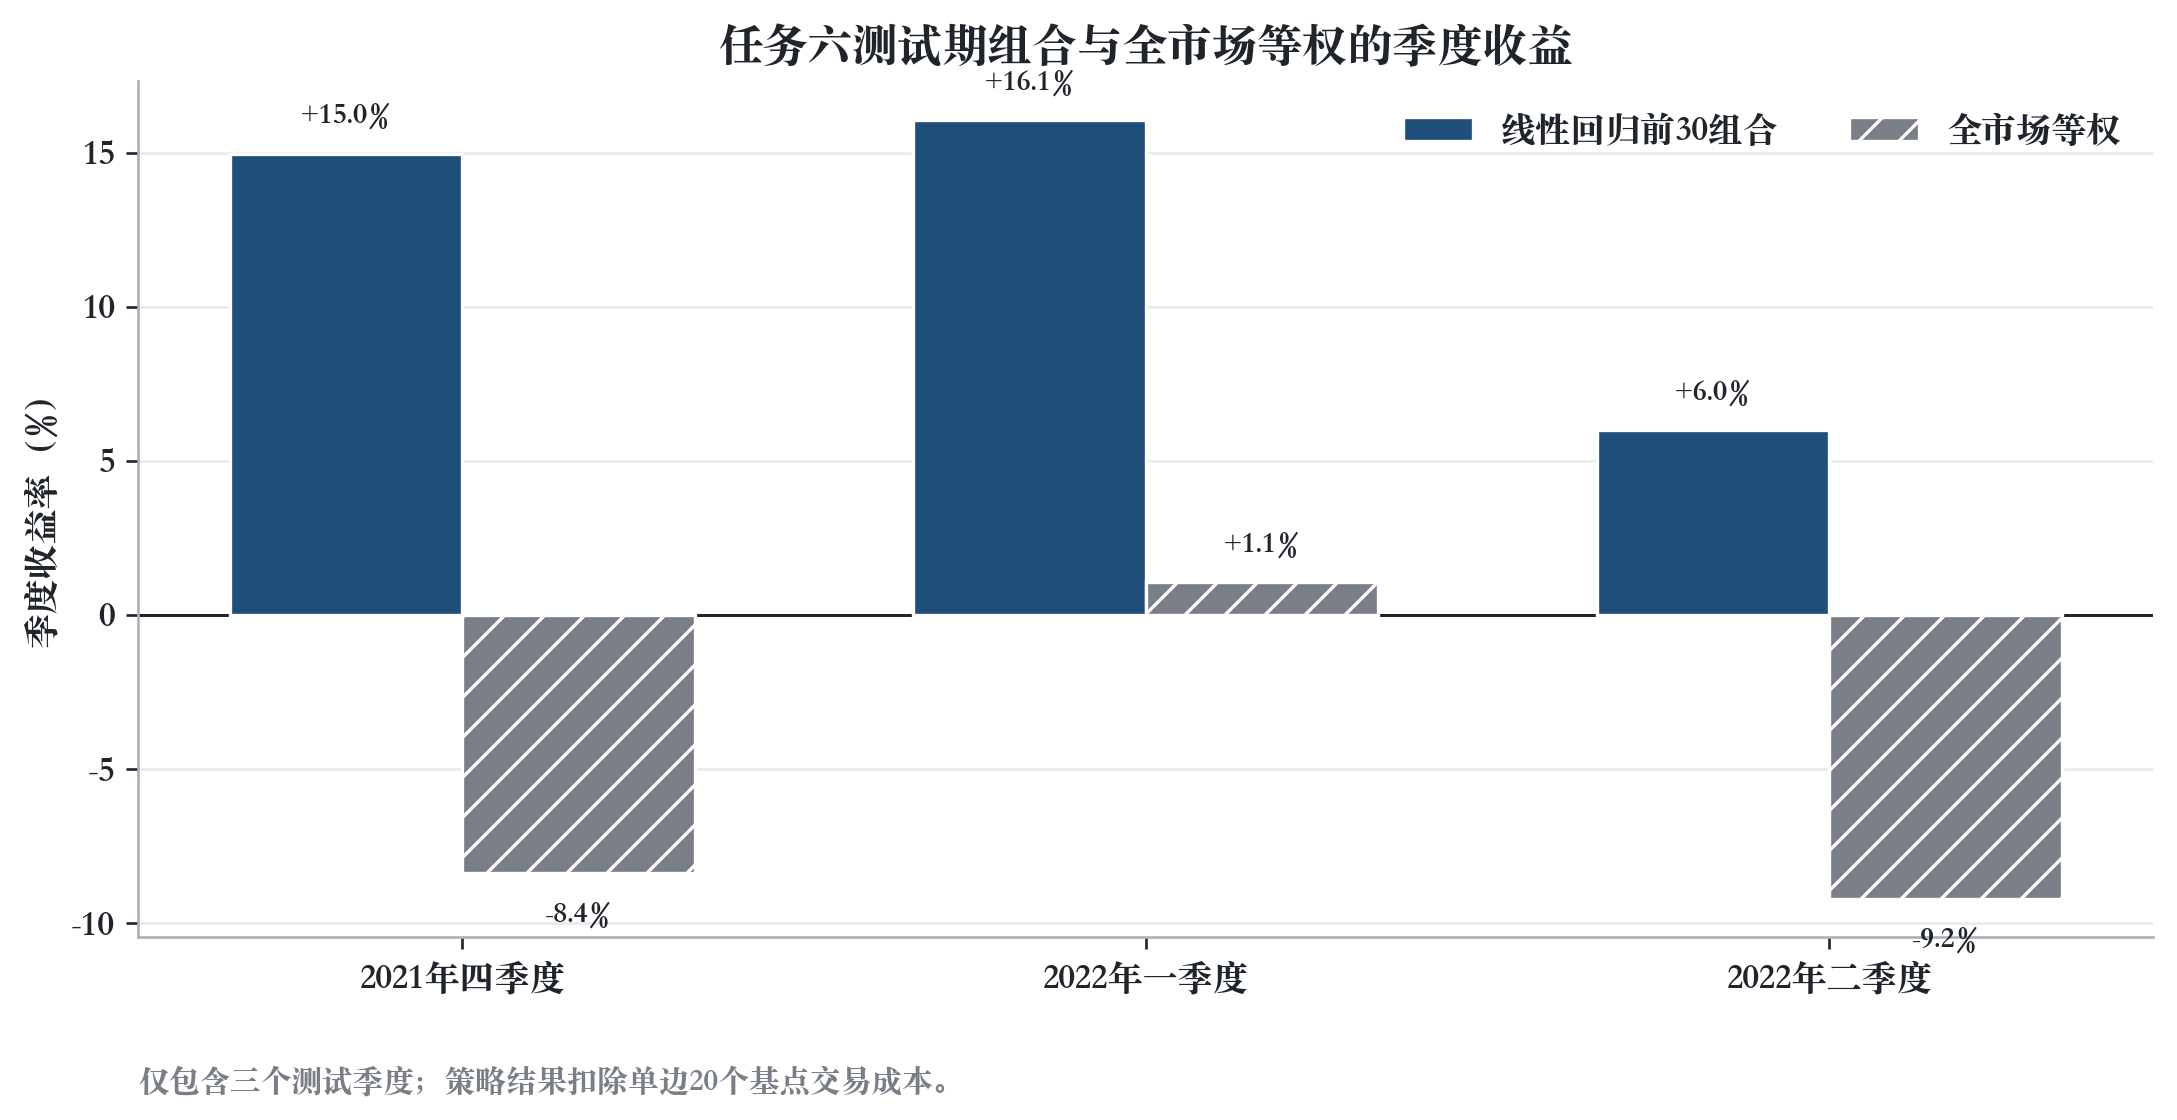 任务六测试期组合与全市场等权的季度收益
线性回归前30组合
全市场等权
+15.0%
+16.1%
+6.0%
+1.1%
-8.4%
-9.2%
季度收益率（%）
15
10
5
0
-5
-10
2021年四季度
2022年一季度
2022年二季度
仅包含三个测试季度；策略结果扣除单边20个基点交易成本。